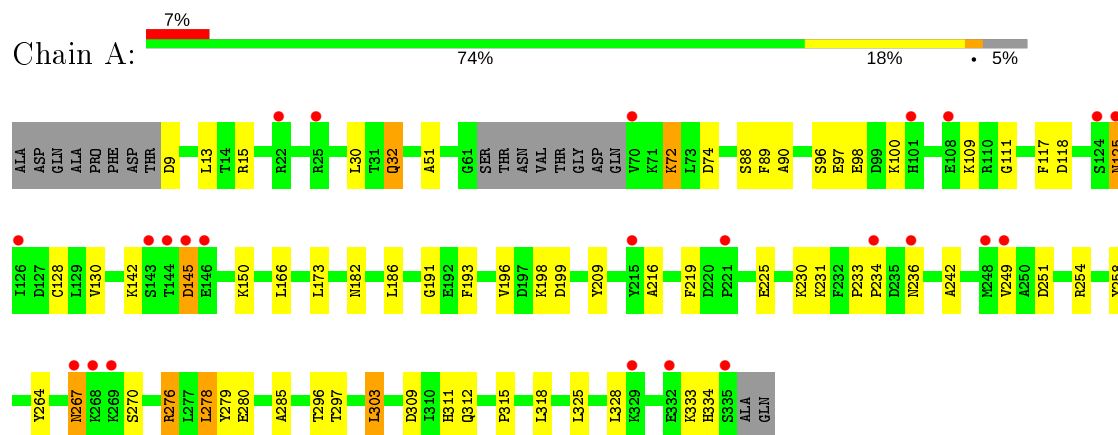 7%
Chain A:
74% 18% • 5%
ALA ASP GLN ALA PRO PHE ASP THR D9 L13 T14 R15 R22 R25 L30 T31 Q32 A51 G61 SER THR ASN VAL THR GLY ASP GLN V70 K71 K72 L73 D74 S88 F89 A90 S96 E97 E98 D99 K100 H101 E108 K109 R110 G111 F117 D118 S124 N125
I126 D127 C128 L129 V130 K142 S143 T144 D145 E146 K150 L166 L173 N182 L186 G191 E192 F193 V196 D197 K198 D199 Y209 Y215 A216 F219 D220 P221 E225 K230 K231 F232 P233 P234 D235 N236 A242 M248 V249 A250 D251 R254 Y258
Y264 N267 K268 K269 S270 R276 L277 L278 Y279 E280 A285 T296 T297 L303 D309 I310 H311 Q312 P315 L318 L325 L328 K329 E332 K333 H334 S335 ALA GLN